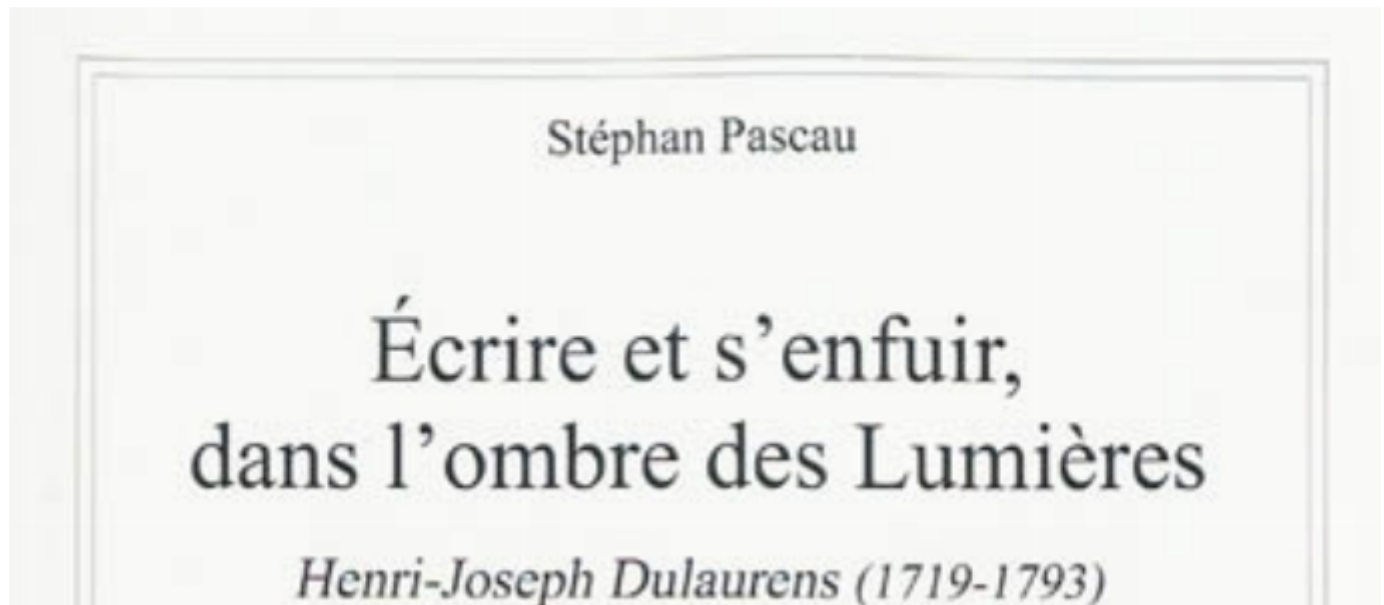 Stéphan Pascau
Écrire et s’enfuir,
dans l’ombre des Lumières
Henri-Joseph Dulaurens (1719-1793)